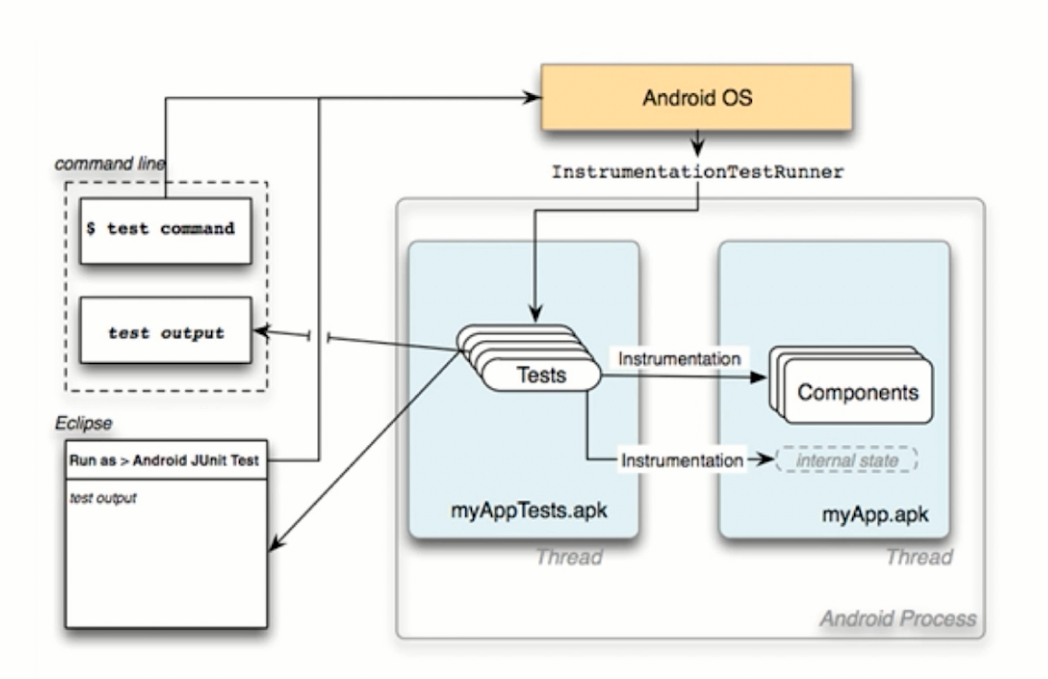 Android OS
command line
InstrumentationTestRunner
$ test command
test output
Instrumentation
Tests
Components
Eclipse
Run as > Android JUnit Test
Instrumentation
internal state
test output
myAppTests.apk
myApp.apk
Thread
Thread
Android Process